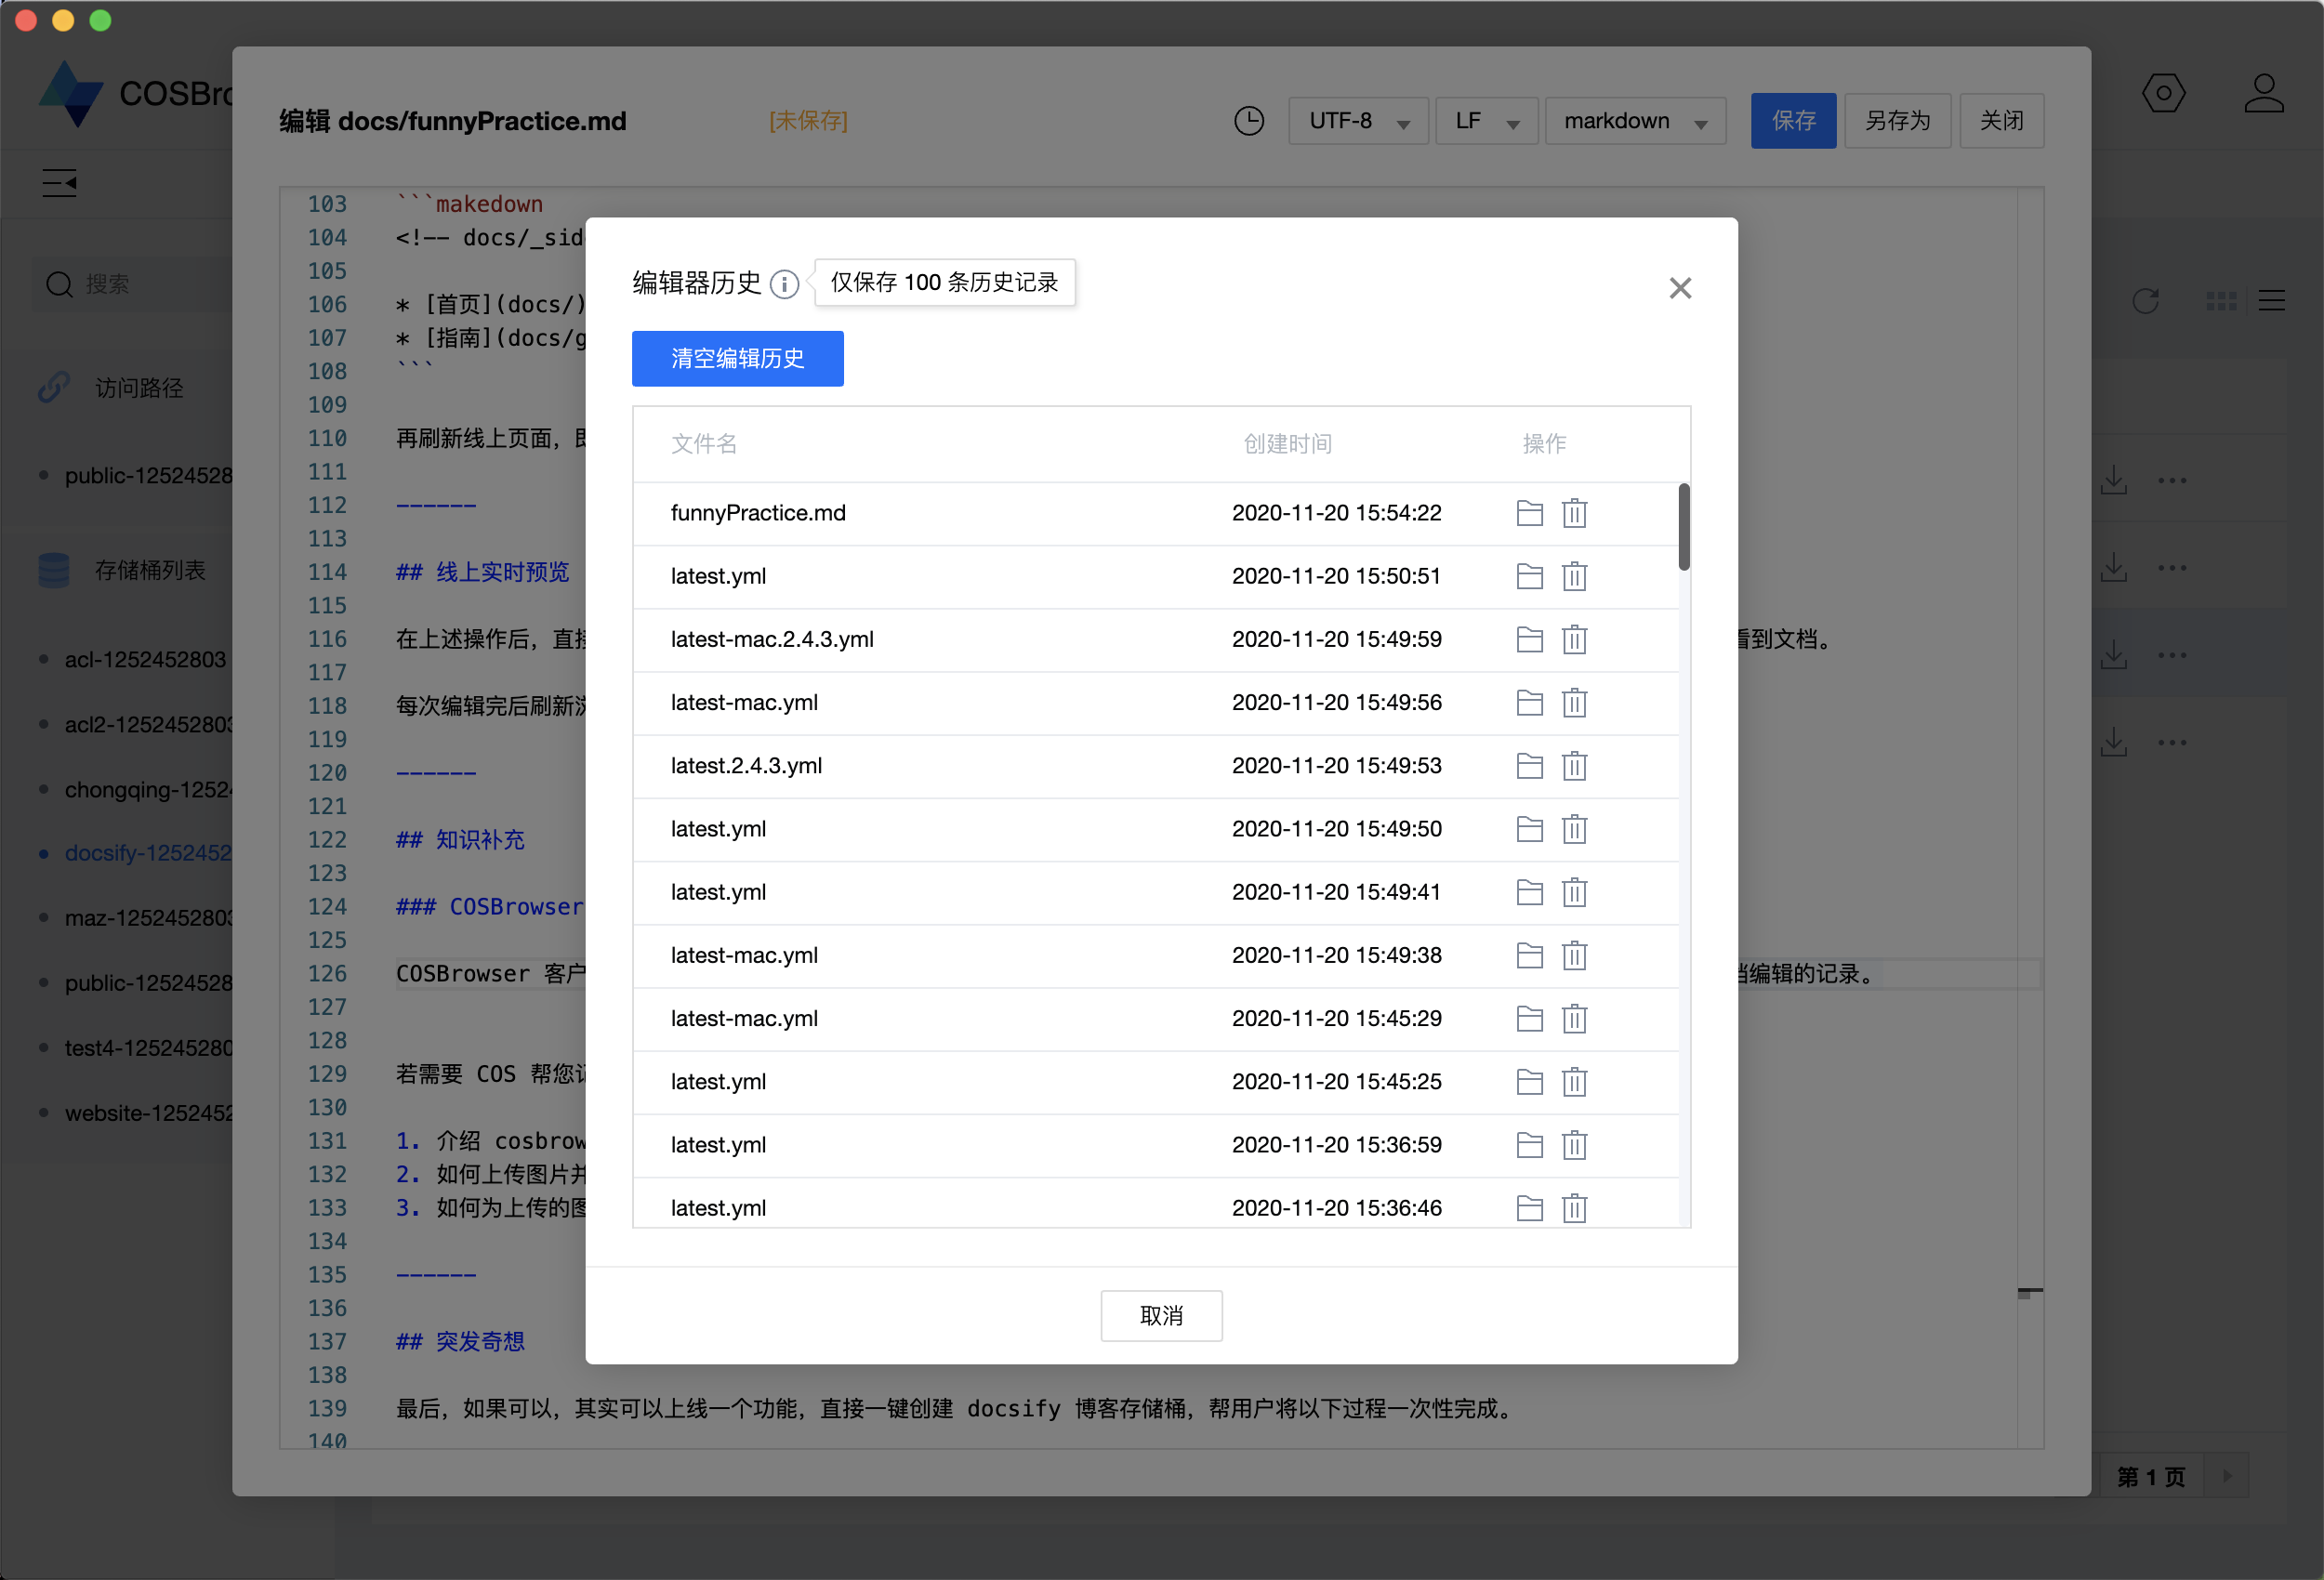 COSBro
编辑 docs/funnyPractice.md
[未保存]
UTF-8
LF
markdown
保存
另存为
关闭
搜索
访问路径
public-12524528
存储桶列表
acl-1252452803
acl2-1252452803
chongqing-12524
docsify-1252452
maz-1252452803
public-12524528
test4-125245280
website-1252452
103 ```makedown
104 <!-- docs/_sid
105
106 * [首页](docs/)
107 * [指南](docs/g
108 ```
109
110 再刷新线上页面，即
111
112 ------
113
114 ## 线上实时预览
115
116 在上述操作后，直接 看到文档。
117
118 每次编辑完后刷新浏
119
120 ------
121
122 ## 知识补充
123
124 ### COSBrowser
125
126 COSBrowser 客户 档编辑的记录。
127
128
129 若需要 COS 帮您记
130
131 1. 介绍 cosbrow
132 2. 如何上传图片并
133 3. 如何为上传的图
134
135 ------
136
137 ## 突发奇想
138
139 最后，如果可以，其实可以上线一个功能，直接一键创建 docsify 博客存储桶，帮用户将以下过程一次性完成。
140
编辑器历史
仅保存 100 条历史记录
清空编辑历史
文件名 创建时间 操作
funnyPractice.md 2020-11-20 15:54:22
latest.yml 2020-11-20 15:50:51
latest-mac.2.4.3.yml 2020-11-20 15:49:59
latest-mac.yml 2020-11-20 15:49:56
latest.2.4.3.yml 2020-11-20 15:49:53
latest.yml 2020-11-20 15:49:50
latest.yml 2020-11-20 15:49:41
latest-mac.yml 2020-11-20 15:49:38
latest-mac.yml 2020-11-20 15:45:29
latest.yml 2020-11-20 15:45:25
latest.yml 2020-11-20 15:36:59
latest.yml 2020-11-20 15:36:46
取消
第 1 页